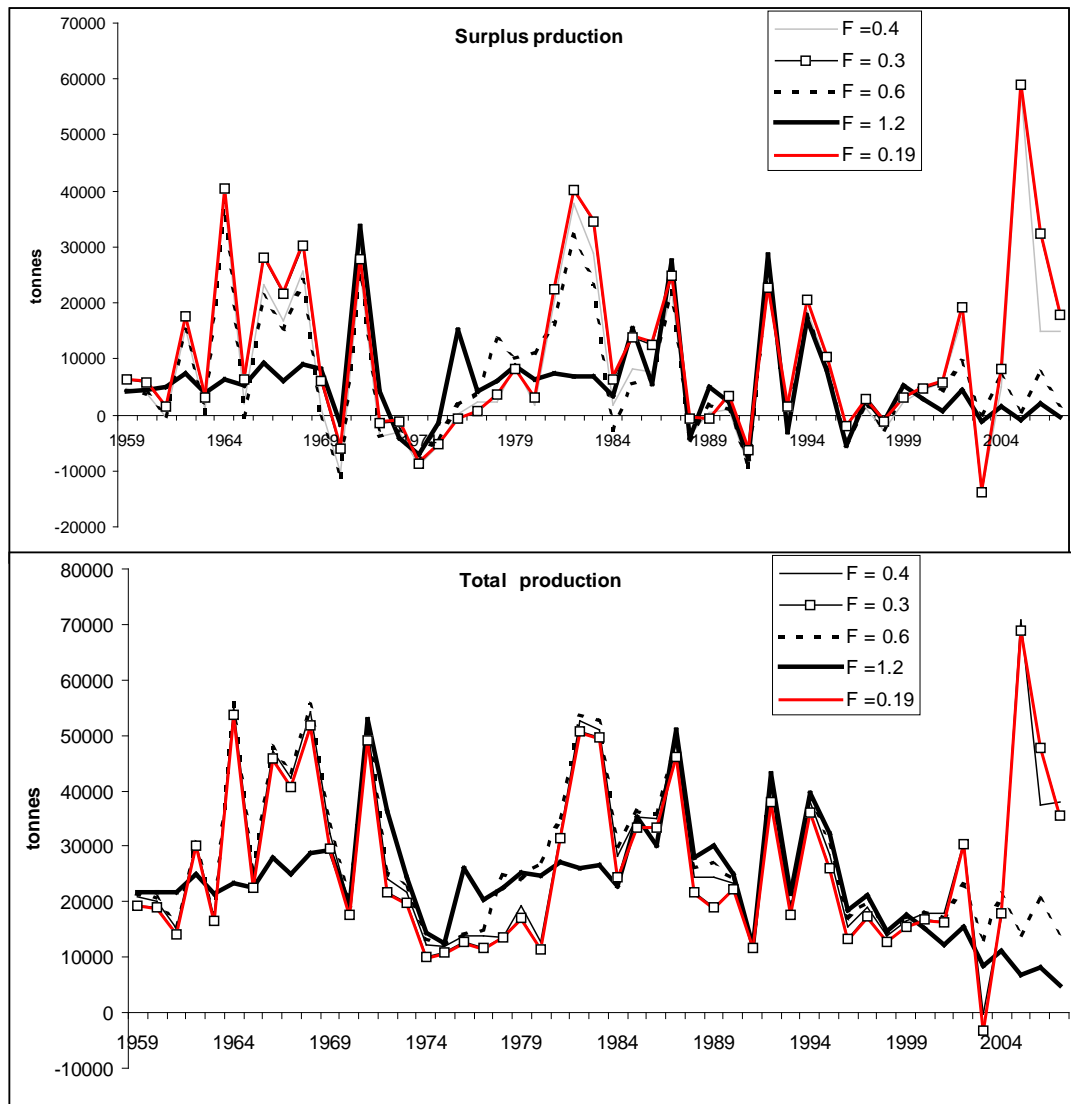 Surplus prduction
70000
60000
50000
40000
30000
20000
10000
0
-10000
-20000
tonnes
1959
1964
1969
1979
1984
1989
1994
1999
2004
F =0.4
F = 0.3
F = 0.6
F = 1.2
F = 0.19
Total production
80000
70000
60000
50000
40000
30000
20000
10000
0
-10000
tonnes
1959
1964
1969
1974
1979
1984
1989
1994
1999
2004
F = 0.4
F = 0.3
F = 0.6
F =1.2
F =0.19